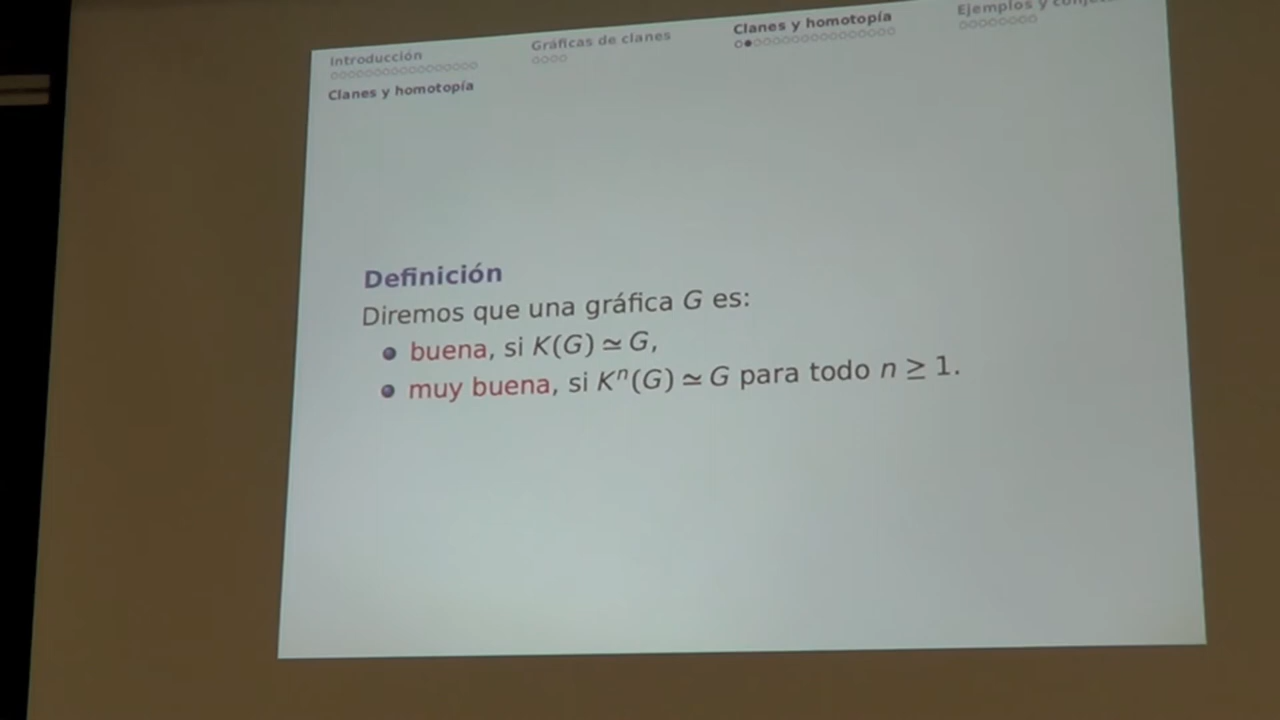 Introducción
Gráficas de clanes
Clanes y homotopía
Ejemplos y
Clanes y homotopía
Definición
Diremos que una gráfica G es:
buena, si K(G) ≃ G,
muy buena, si Kⁿ(G) ≃ G para todo n ≥ 1.